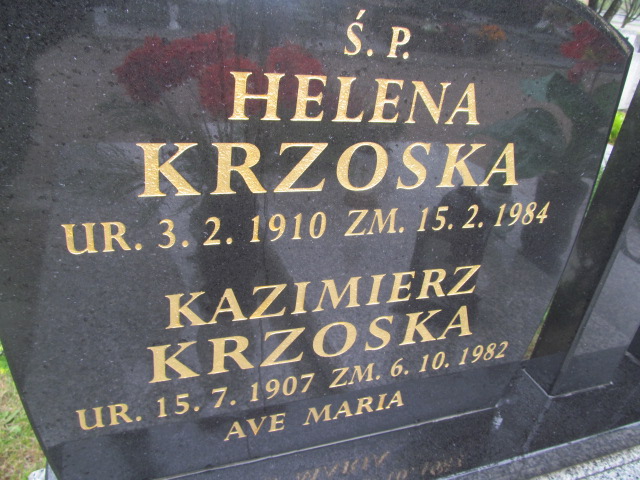 Ś. P.
HELENA
KRZOSKA
UR. 3. 2. 1910 ZM. 15. 2. 1984
KAZIMIERZ
KRZOSKA
UR. 15. 7. 1907 ZM. 6. 10. 1982
AVE MARIA